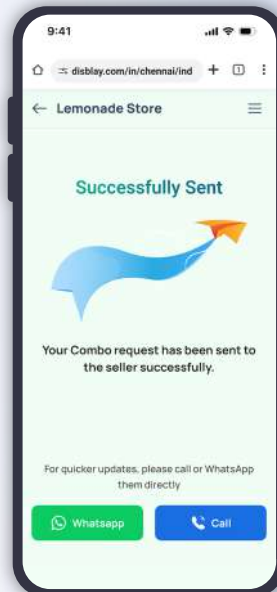 9:41
disblay.com/in/chennai/ind
1
Lemonade Store
Successfully Sent
Your Combo request has been sent to
the seller successfully.
For quicker updates, please call or WhatsApp
them directly
Whatsapp
Call